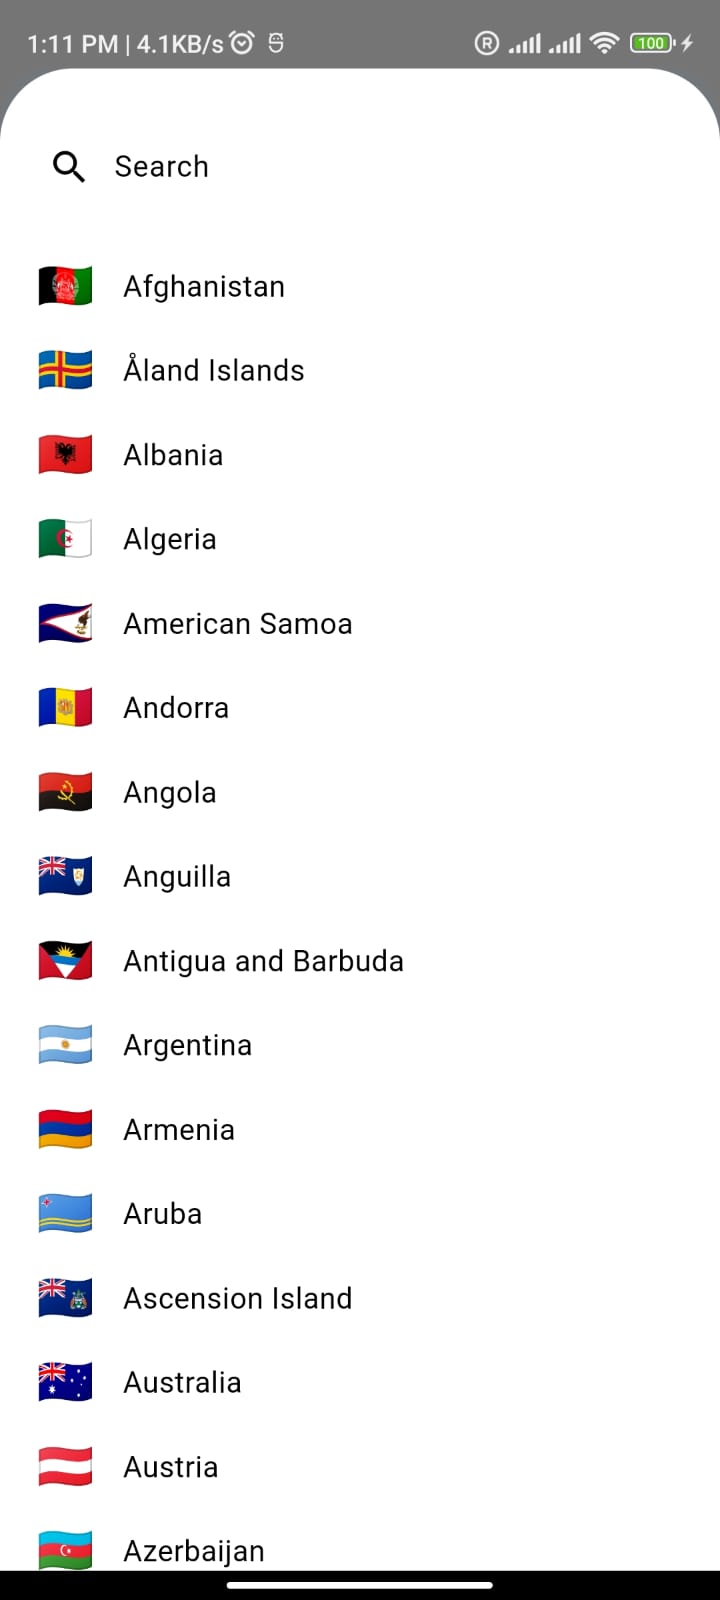 1:11 PM | 4.1KB/s R 100
Search
Afghanistan
Åland Islands
Albania
Algeria
American Samoa
Andorra
Angola
Anguilla
Antigua and Barbuda
Argentina
Armenia
Aruba
Ascension Island
Australia
Austria
Azerbaijan